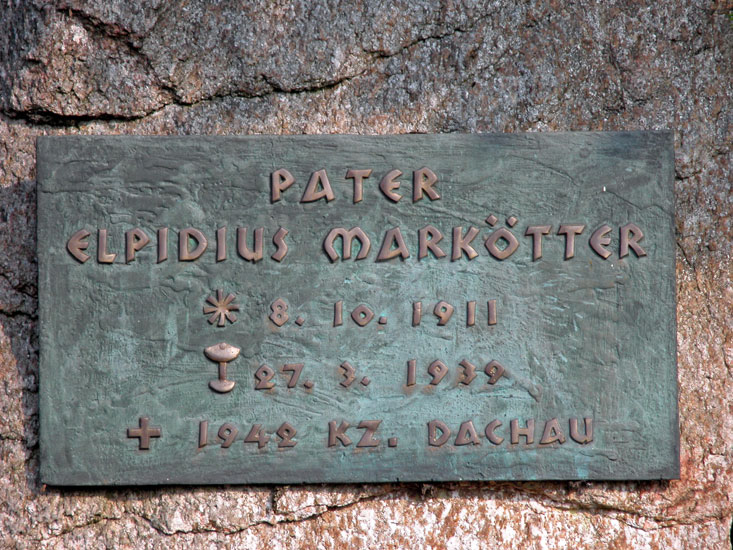 PATER
ELPIDIUS MARKÖTTER
* 8. 10. 1911
27. 3. 1939
+ 1942 KZ. DACHAU